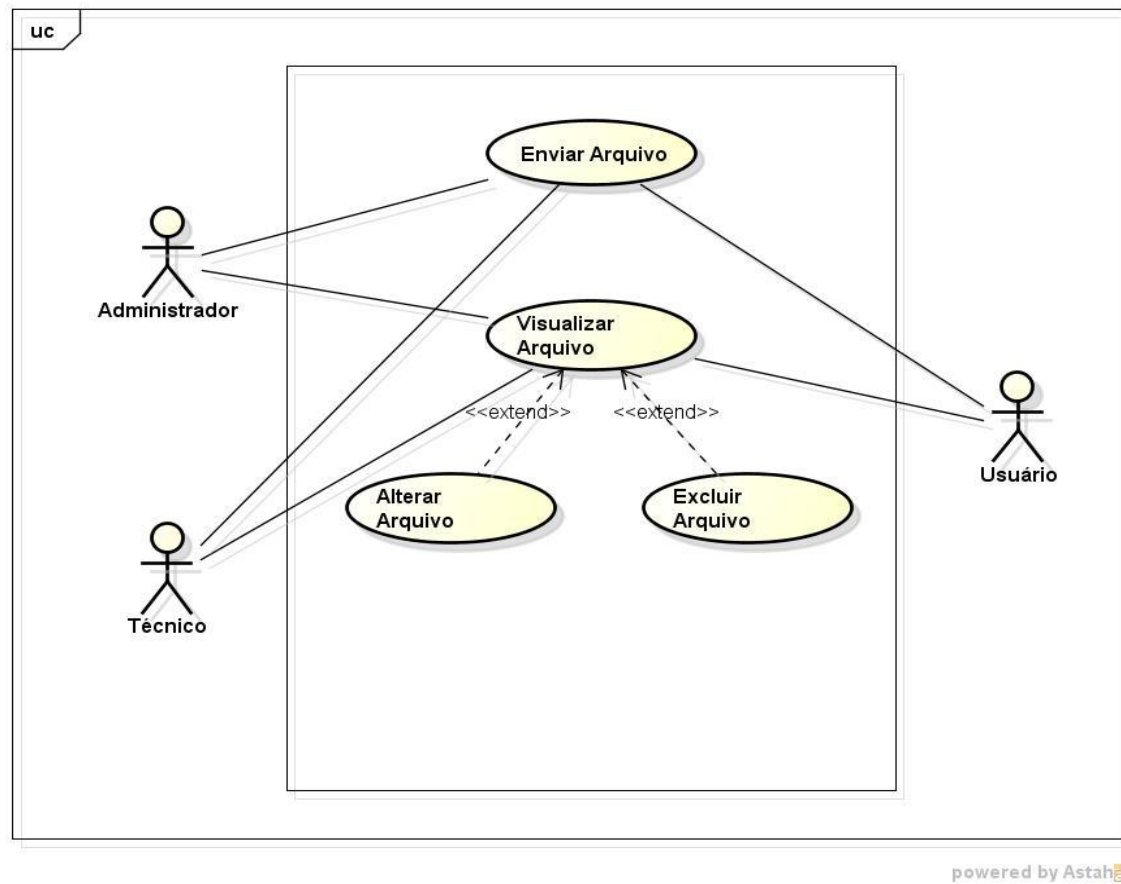 uc
Enviar Arquivo
Administrador
Visualizar
Arquivo
<<extend>>
<<extend>>
Usuário
Alterar
Arquivo
Excluir
Arquivo
Técnico
powered by Astah